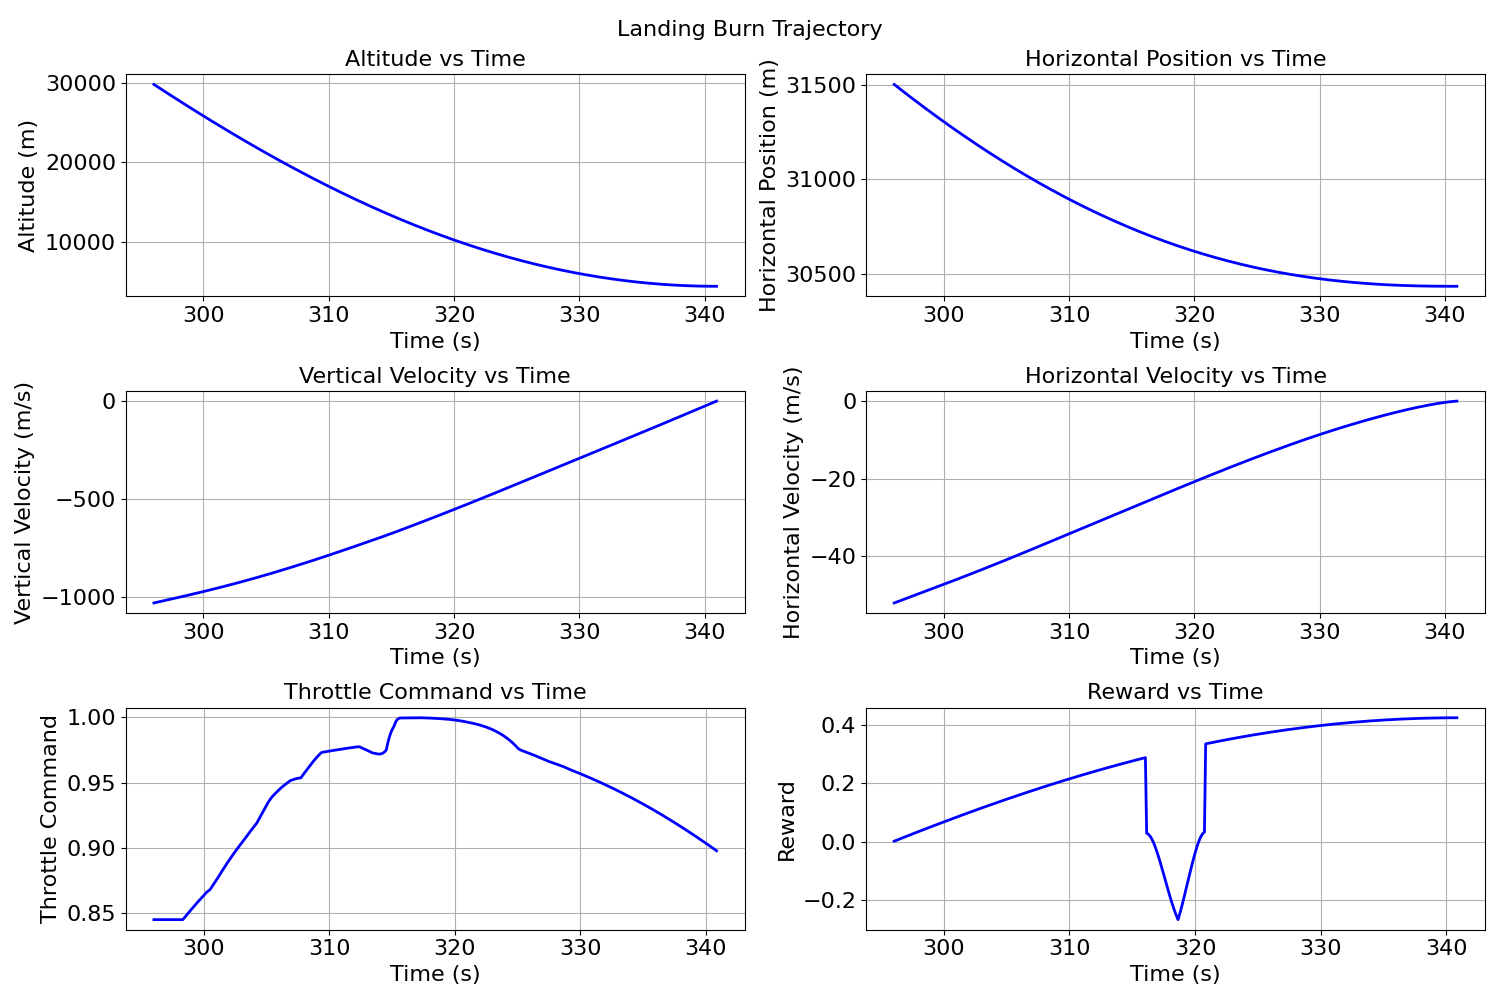 Landing Burn Trajectory
Altitude vs Time
Altitude (m)
30000
20000
10000
300 310 320 330 340
Time (s)
Horizontal Position vs Time
Horizontal Position (m)
31500
31000
30500
300 310 320 330 340
Time (s)
Vertical Velocity vs Time
Vertical Velocity (m/s)
0
−500
−1000
300 310 320 330 340
Time (s)
Horizontal Velocity vs Time
Horizontal Velocity (m/s)
0
−20
−40
300 310 320 330 340
Time (s)
Throttle Command vs Time
Throttle Command
1.00
0.95
0.90
0.85
300 310 320 330 340
Time (s)
Reward vs Time
Reward
0.4
0.2
0.0
−0.2
300 310 320 330 340
Time (s)